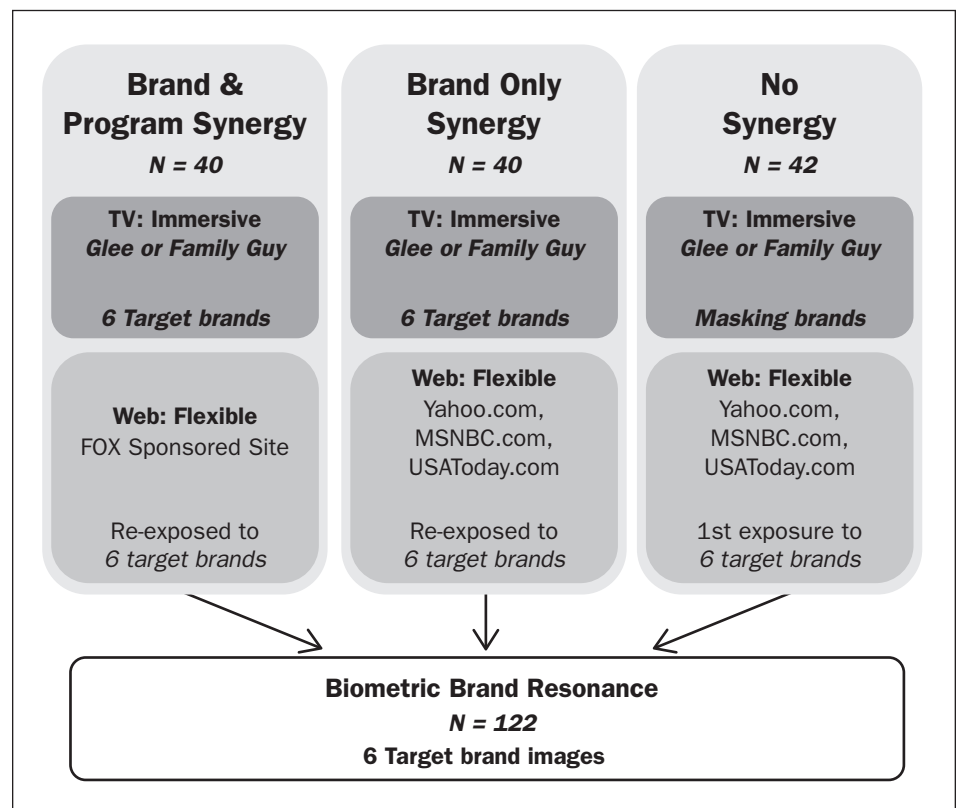 Brand &
Program Synergy
N = 40
TV: Immersive
Glee or Family Guy
6 Target brands
Web: Flexible
FOX Sponsored Site
Re-exposed to
6 target brands
Brand Only
Synergy
N = 40
TV: Immersive
Glee or Family Guy
6 Target brands
Web: Flexible
Yahoo.com,
MSNBC.com,
USAToday.com
Re-exposed to
6 target brands
No
Synergy
N = 42
TV: Immersive
Glee or Family Guy
Masking brands
Web: Flexible
Yahoo.com,
MSNBC.com,
USAToday.com
1st exposure to
6 target brands
Biometric Brand Resonance
N = 122
6 Target brand images